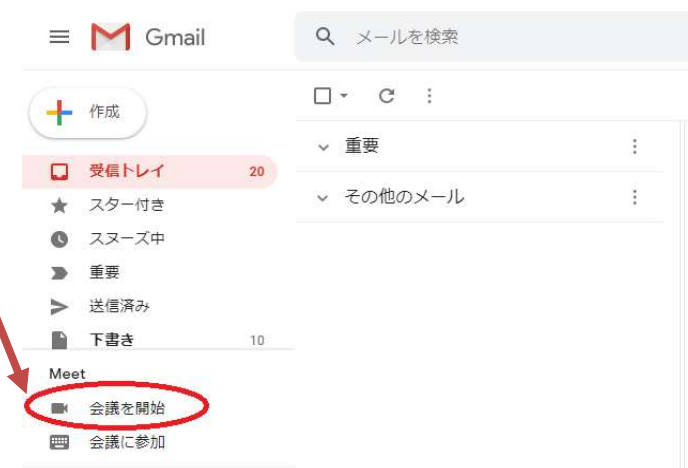 Gmail
メールを検索
作成
重要
受信トレイ 20
その他のメール
スター付き
スヌーズ中
重要
送信済み
下書き 10
Meet
会議を開始
会議に参加